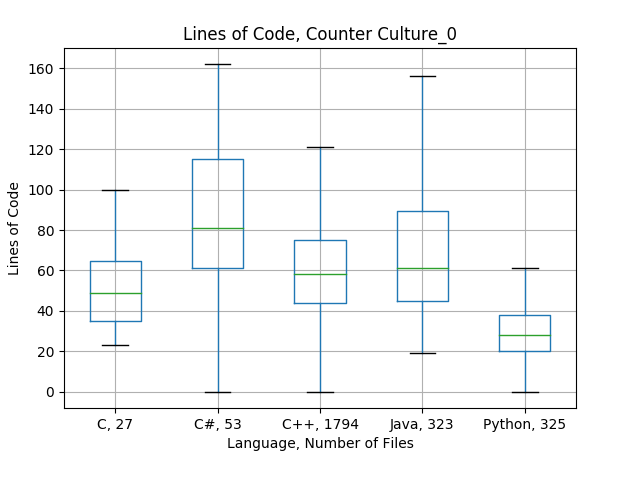 Lines of Code, Counter Culture_0
160
140
120
100
80
60
40
20
0
Lines of Code
C, 27
C#, 53
C++, 1794
Java, 323
Python, 325
Language, Number of Files